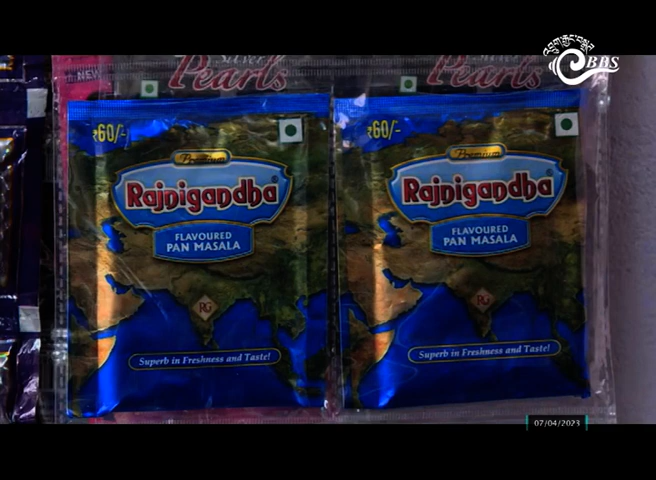 NEW
Silver
Pearls
Silver
Pearls
BBS
₹60/-
Premium
Rajnigandha®
FLAVOURED
PAN MASALA
RG
Superb in Freshness and Taste!
₹60/-
Premium
Rajnigandha®
FLAVOURED
PAN MASALA
RG
Superb in Freshness and Taste!
07/04/2023